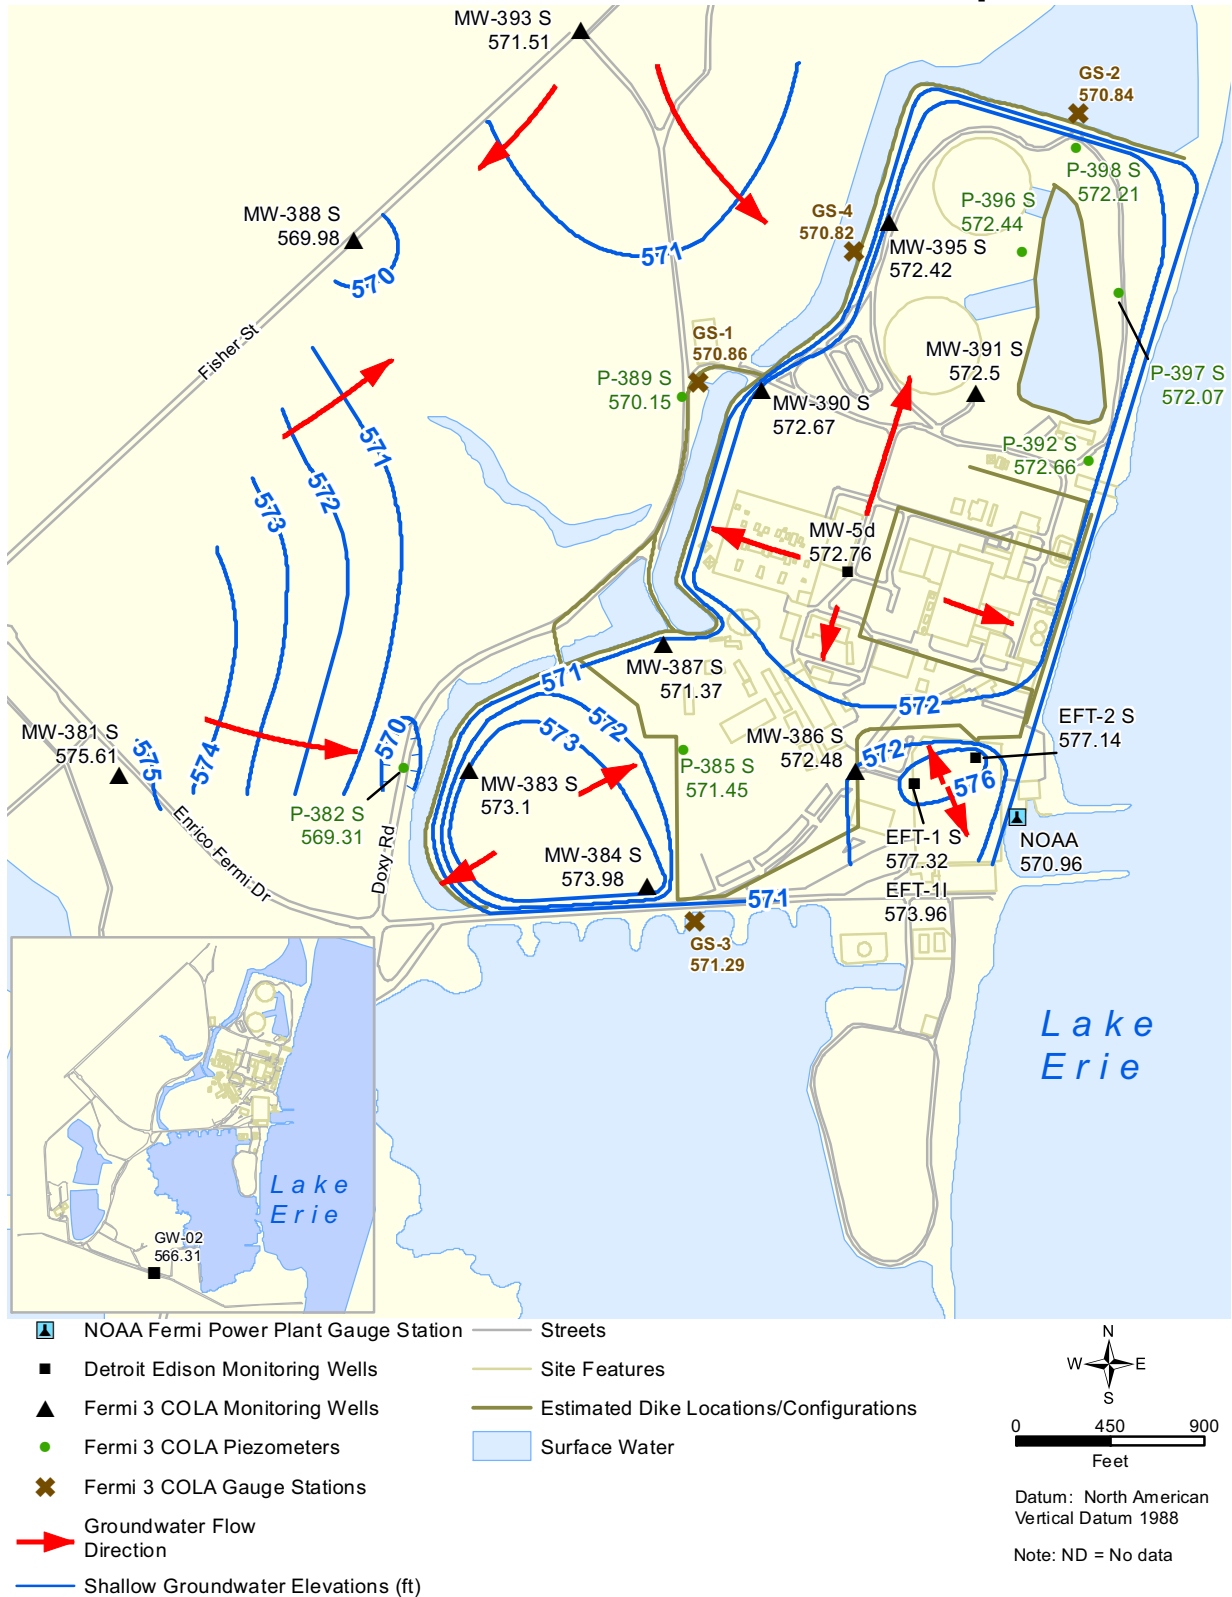 MW-393 S
571.51
GS-2
570.84
P-398 S
572.21
P-396 S
572.44
MW-388 S
569.98
GS-4
570.82
MW-395 S
572.42
571
570
Fisher St
GS-1
570.86
MW-391 S
572.5
P-389 S
570.15
P-397 S
572.07
MW-390 S
572.67
571
P-392 S
572.66
572
573
MW-5d
572.76
MW-387 S
571.37
571
572
572
EFT-2 S
577.14
MW-381 S
575.61
570
573
MW-386 S
572.48
572
575
574
P-385 S
571.45
MW-383 S
573.1
576
P-382 S
569.31
Enrico Fermi Dr
Doxy Rd
EFT-1 S
577.32
NOAA
570.96
MW-384 S
573.98
EFT-1I
573.96
571
GS-3
571.29
Lake
Erie
Lake
Erie
GW-02
566.31
NOAA Fermi Power Plant Gauge Station
Detroit Edison Monitoring Wells
Fermi 3 COLA Monitoring Wells
Fermi 3 COLA Piezometers
Fermi 3 COLA Gauge Stations
Groundwater Flow
Direction
Shallow Groundwater Elevations (ft)
Streets
Site Features
Estimated Dike Locations/Configurations
Surface Water
N
W E
S
0 450 900
Feet
Datum: North American
Vertical Datum 1988
Note: ND = No data